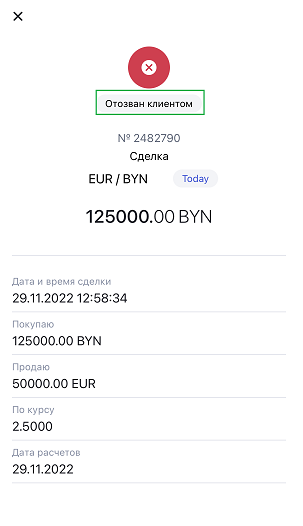 Отозван клиентом
№ 2482790
Сделка
EUR / BYN Today
125000.00 BYN
Дата и время сделки
29.11.2022 12:58:34
Покупаю
125000.00 BYN
Продаю
50000.00 EUR
По курсу
2.5000
Дата расчетов
29.11.2022